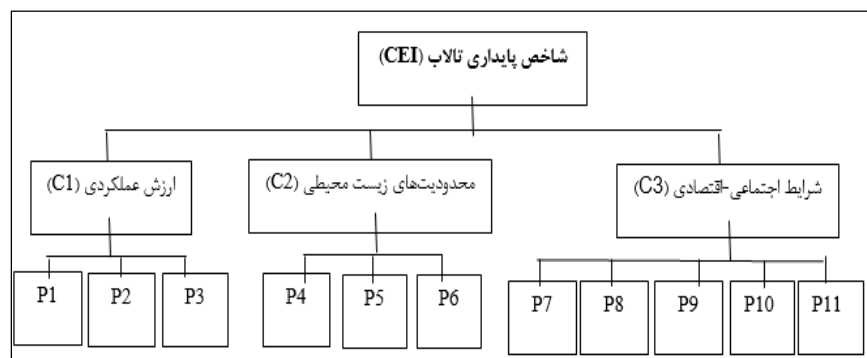 شاخص پایداری تالاب (CEI)
ارزش عملکردی (C1)
محدودیت‌های زیست محیطی (C2)
شرایط اجتماعی-اقتصادی (C3)
P1 P2 P3 P4 P5 P6 P7 P8 P9 P10 P11